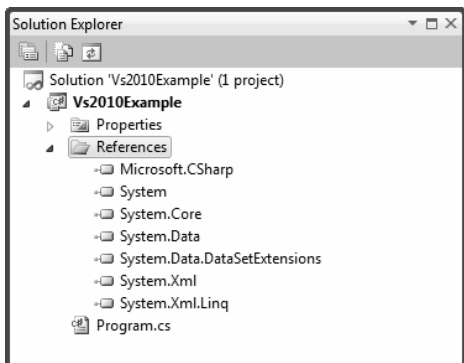 Solution Explorer
Solution 'Vs2010Example' (1 project)
Vs2010Example
Properties
References
Microsoft.CSharp
System
System.Core
System.Data
System.Data.DataSetExtensions
System.Xml
System.Xml.Linq
Program.cs